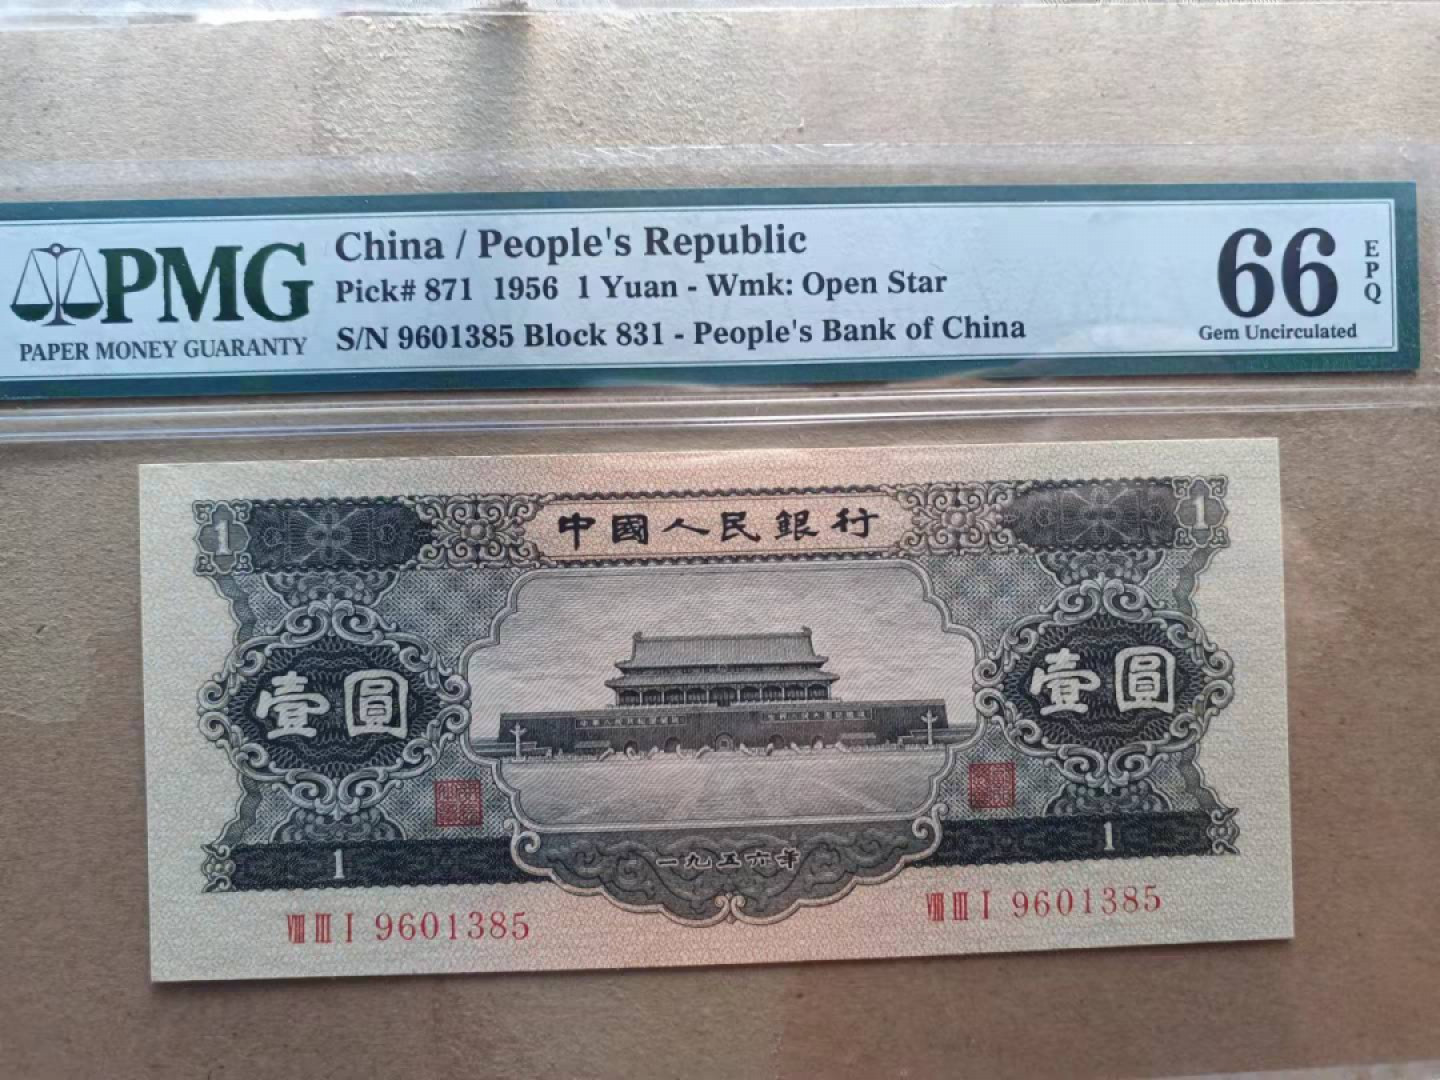 PMG
PAPER MONEY GUARANTY
China / People's Republic
Pick# 871 1956 1 Yuan - Wmk: Open Star
S/N 9601385 Block 831 - People's Bank of China
66
EPQ
Gem Uncirculated
1
中國人民銀行
1
壹圓
壹圓
1
一九五六年
1
VIII III I 9601385
VIII III I 9601385